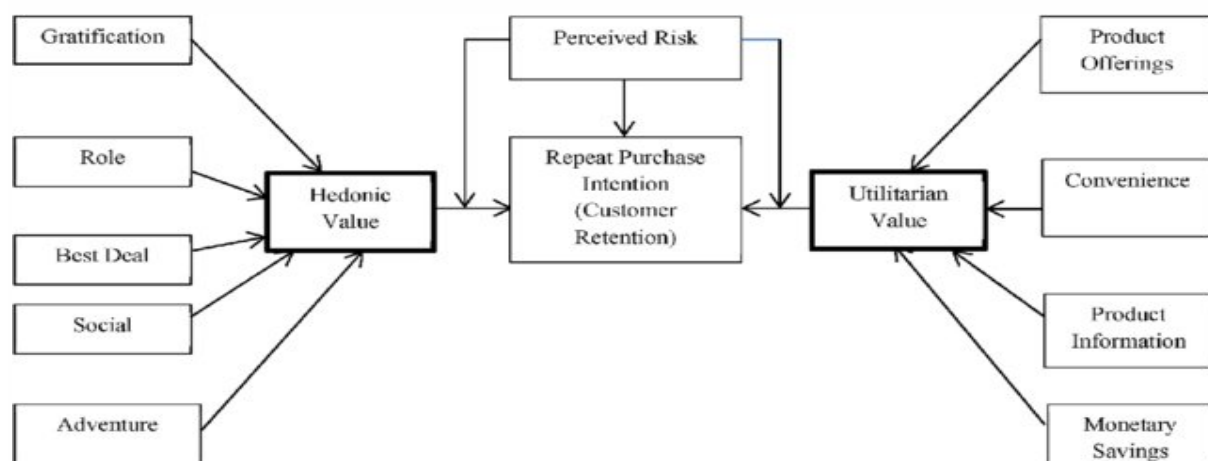 Gratification
Role
Best Deal
Social
Adventure
Hedonic
Value
Perceived Risk
Repeat Purchase
Intention
(Customer
Retention)
Utilitarian
Value
Product
Offerings
Convenience
Product
Information
Monetary
Savings